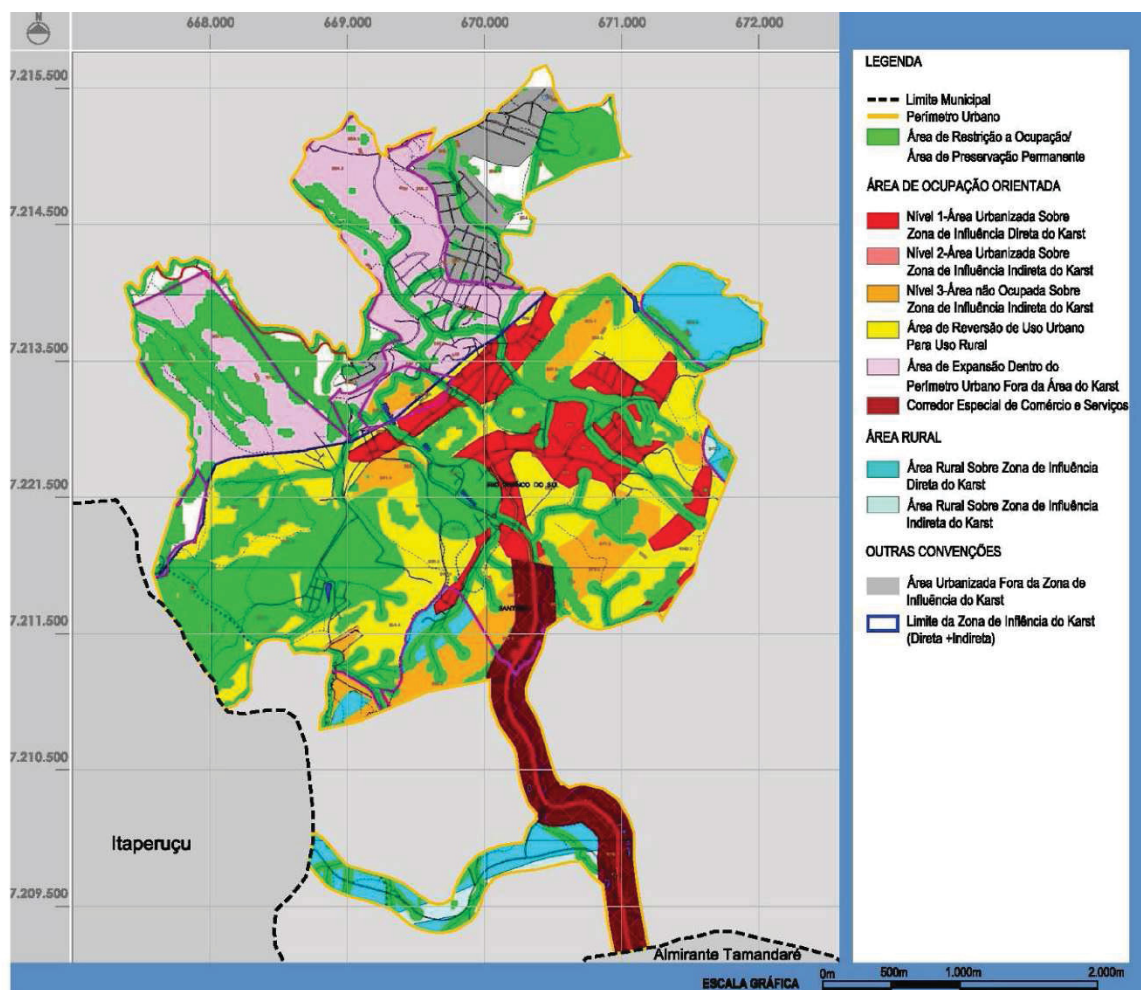 N
668.000
669.000
670.000
671.000
672.000
7.215.500
7.214.500
7.213.500
7.221.500
7.211.500
7.210.500
7.209.500
Itaperuçu
Almirante Tamandaré
LEGENDA
Limite Municipal
Perímetro Urbano
Área de Restrição a Ocupação/
Área de Preservação Permanente
ÁREA DE OCUPAÇÃO ORIENTADA
Nível 1-Área Urbanizada Sobre
Zona de Influência Direta do Karst
Nível 2-Área Urbanizada Sobre
Zona de Influência Indireta do Karst
Nível 3-Área não Ocupada Sobre
Zona de Influência Indireta do Karst
Área de Reversão de Uso Urbano
Para Uso Rural
Área de Expansão Dentro do
Perímetro Urbano Fora da Área do Karst
Corredor Especial de Comércio e Serviços
ÁREA RURAL
Área Rural Sobre Zona de Influência
Direta do Karst
Área Rural Sobre Zona de Influência
Indireta do Karst
OUTRAS CONVENÇÕES
Área Urbanizada Fora da Zona de
Influência do Karst
Limite da Zona de Inflência do Karst
(Direta +Indireta)
ESCALA GRÁFICA
0m
500m
1.000m
2.000m